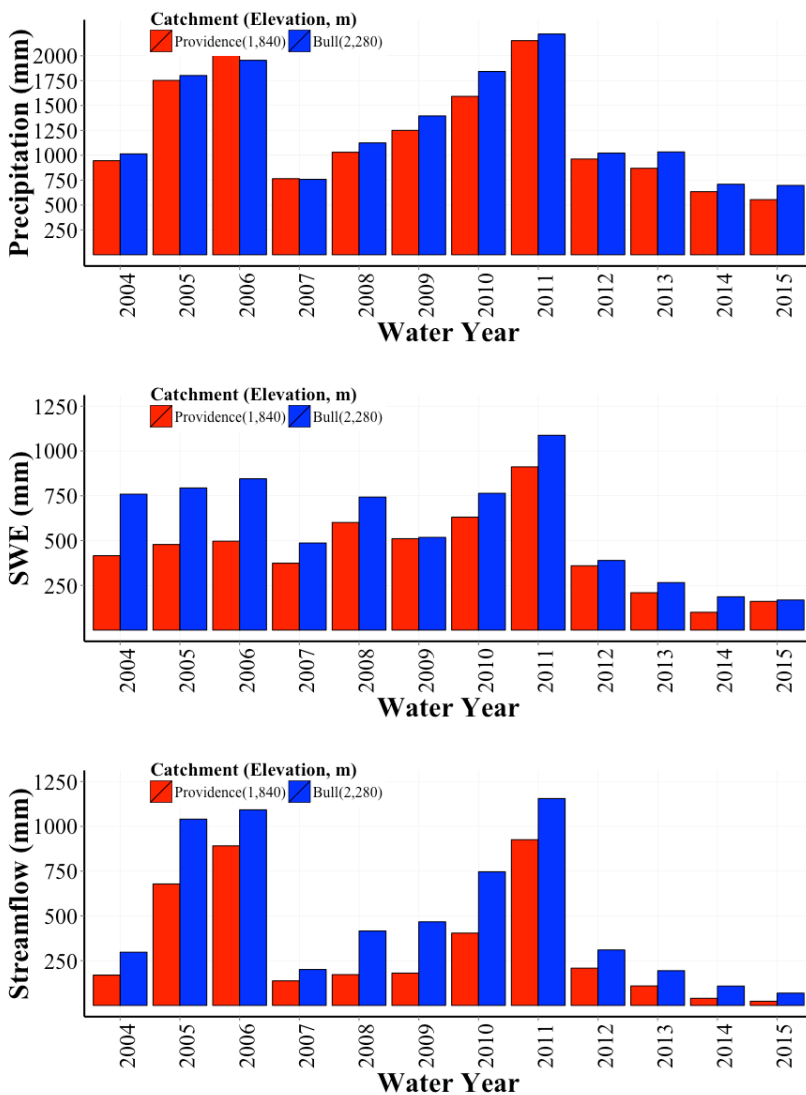 Catchment (Elevation, m)
Providence(1,840) Bull(2,280)
Precipitation (mm)
2000
1750
1500
1250
1000
750
500
250
2004 2005 2006 2007 2008 2009 2010 2011 2012 2013 2014 2015
Water Year
Catchment (Elevation, m)
Providence(1,840) Bull(2,280)
SWE (mm)
1250
1000
750
500
250
2004 2005 2006 2007 2008 2009 2010 2011 2012 2013 2014 2015
Water Year
Catchment (Elevation, m)
Providence(1,840) Bull(2,280)
Streamflow (mm)
1250
1000
750
500
250
2004 2005 2006 2007 2008 2009 2010 2011 2012 2013 2014 2015
Water Year